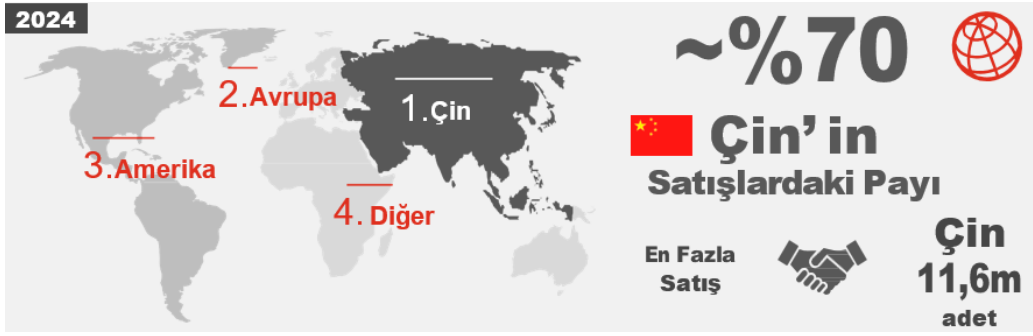 2024
2.Avrupa
1.Çin
3.Amerika
4. Diğer
~%70
Çin' in
Satışlardaki Payı
En Fazla
Satış
Çin
11,6m
adet